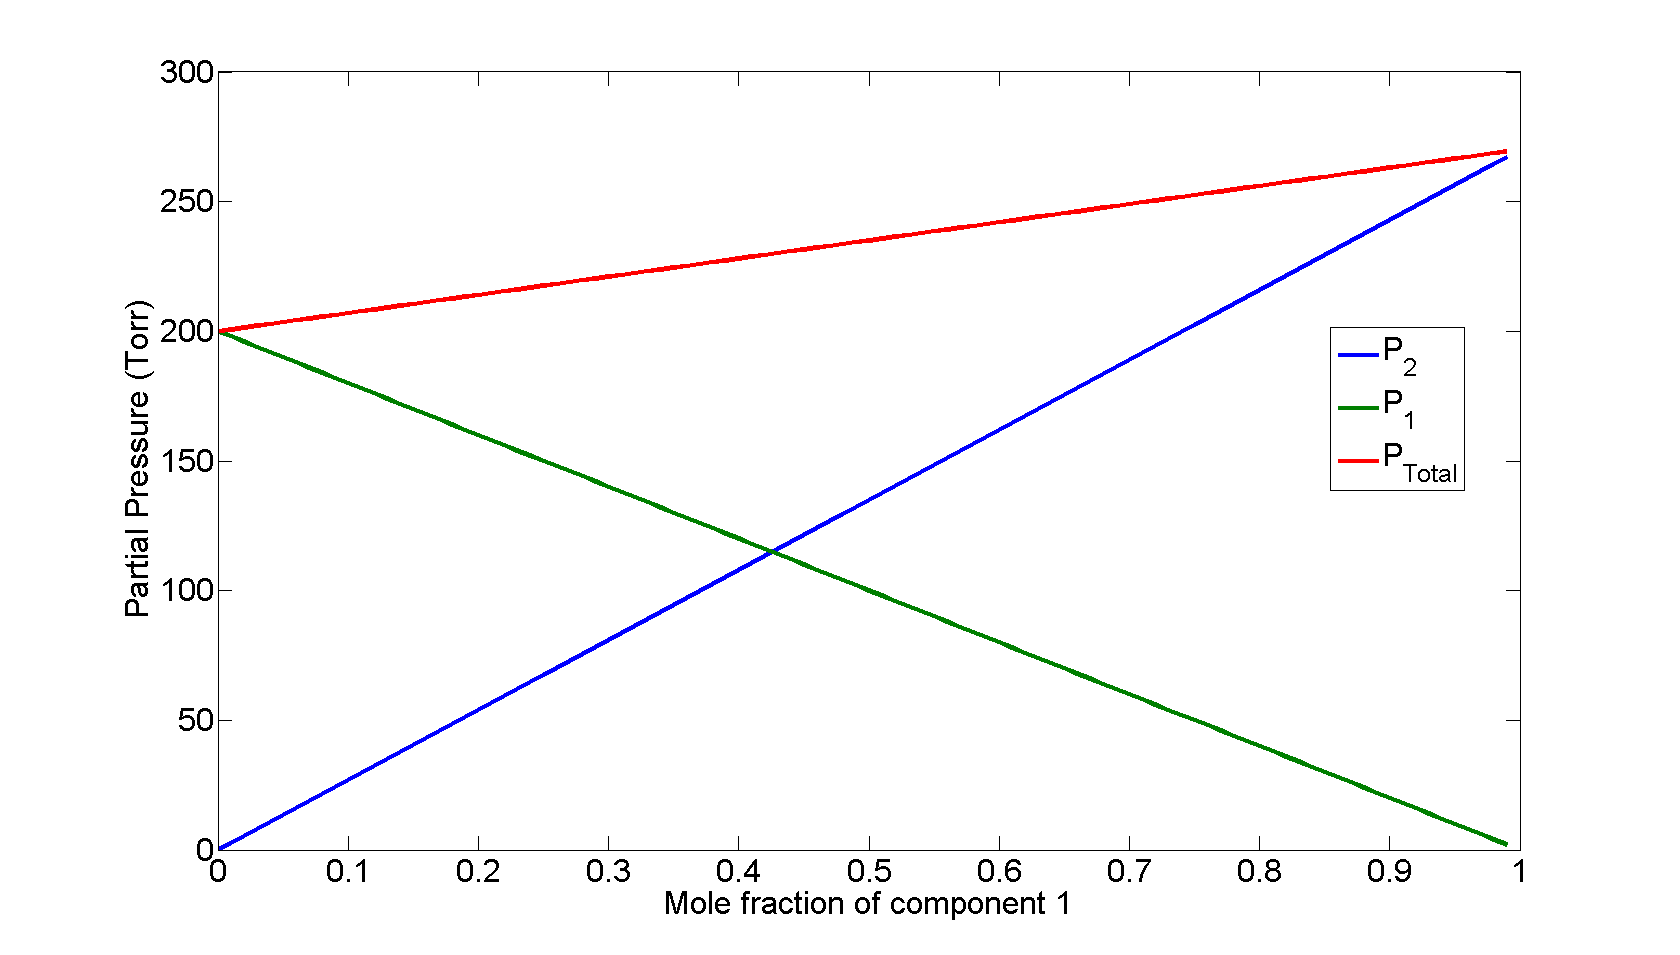 300
250
200
150
100
50
0
Partial Pressure (Torr)
P2
P1
PTotal
0 0.1 0.2 0.3 0.4 0.5 0.6 0.7 0.8 0.9 1
Mole fraction of component 1